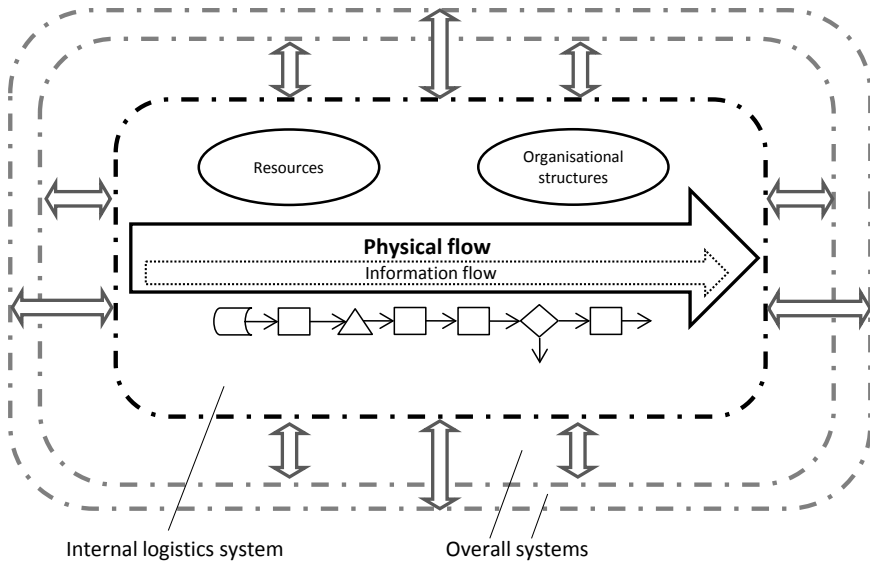 Resources
Organisational
structures
Physical flow
Information flow
Internal logistics system
Overall systems